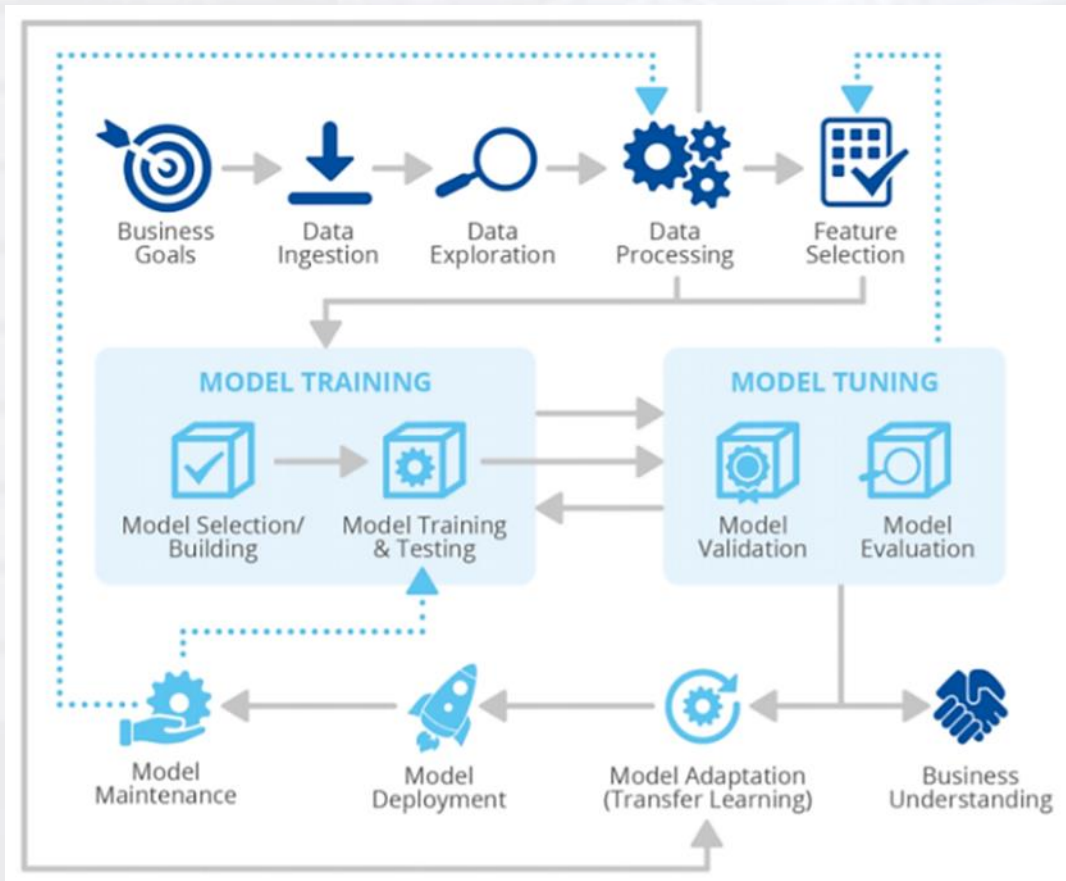 Business
Goals
Data
Ingestion
Data
Exploration
Data
Processing
Feature
Selection
MODEL TRAINING
Model Selection/
Building
Model Training
& Testing
MODEL TUNING
Model
Validation
Model
Evaluation
Model
Maintenance
Model
Deployment
Model Adaptation
(Transfer Learning)
Business
Understanding